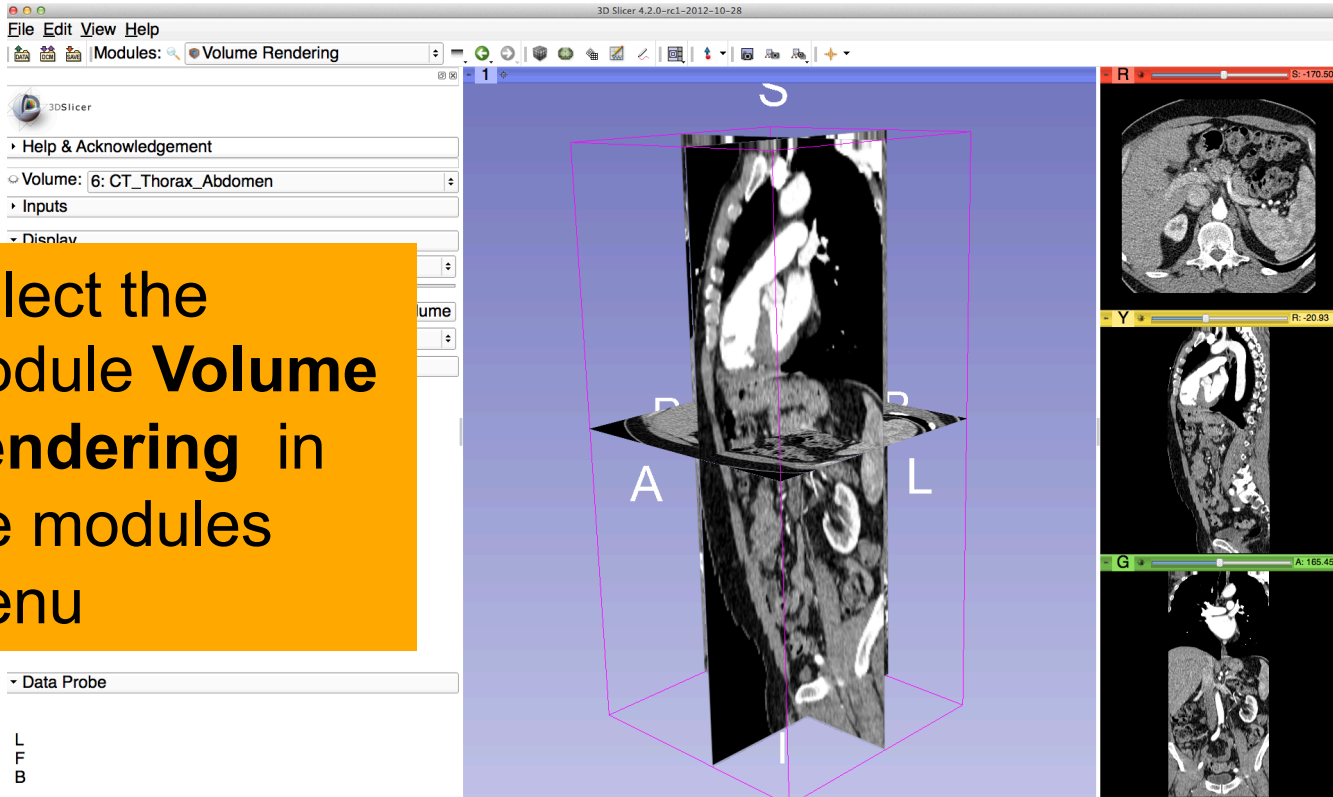 3D Slicer 4.2.0-rc1-2012-10-28
File Edit View Help
DATA DCM SAVE Modules: Volume Rendering
3DSlicer
Help & Acknowledgement
Volume: 6: CT_Thorax_Abdomen
Inputs
Display
lect the
odule Volume
endering in
e modules
enu
ume
Data Probe
L
F
B
1
S
A
L
I
R
S: -170.50
Y
R: -20.93
G
A: 165.45